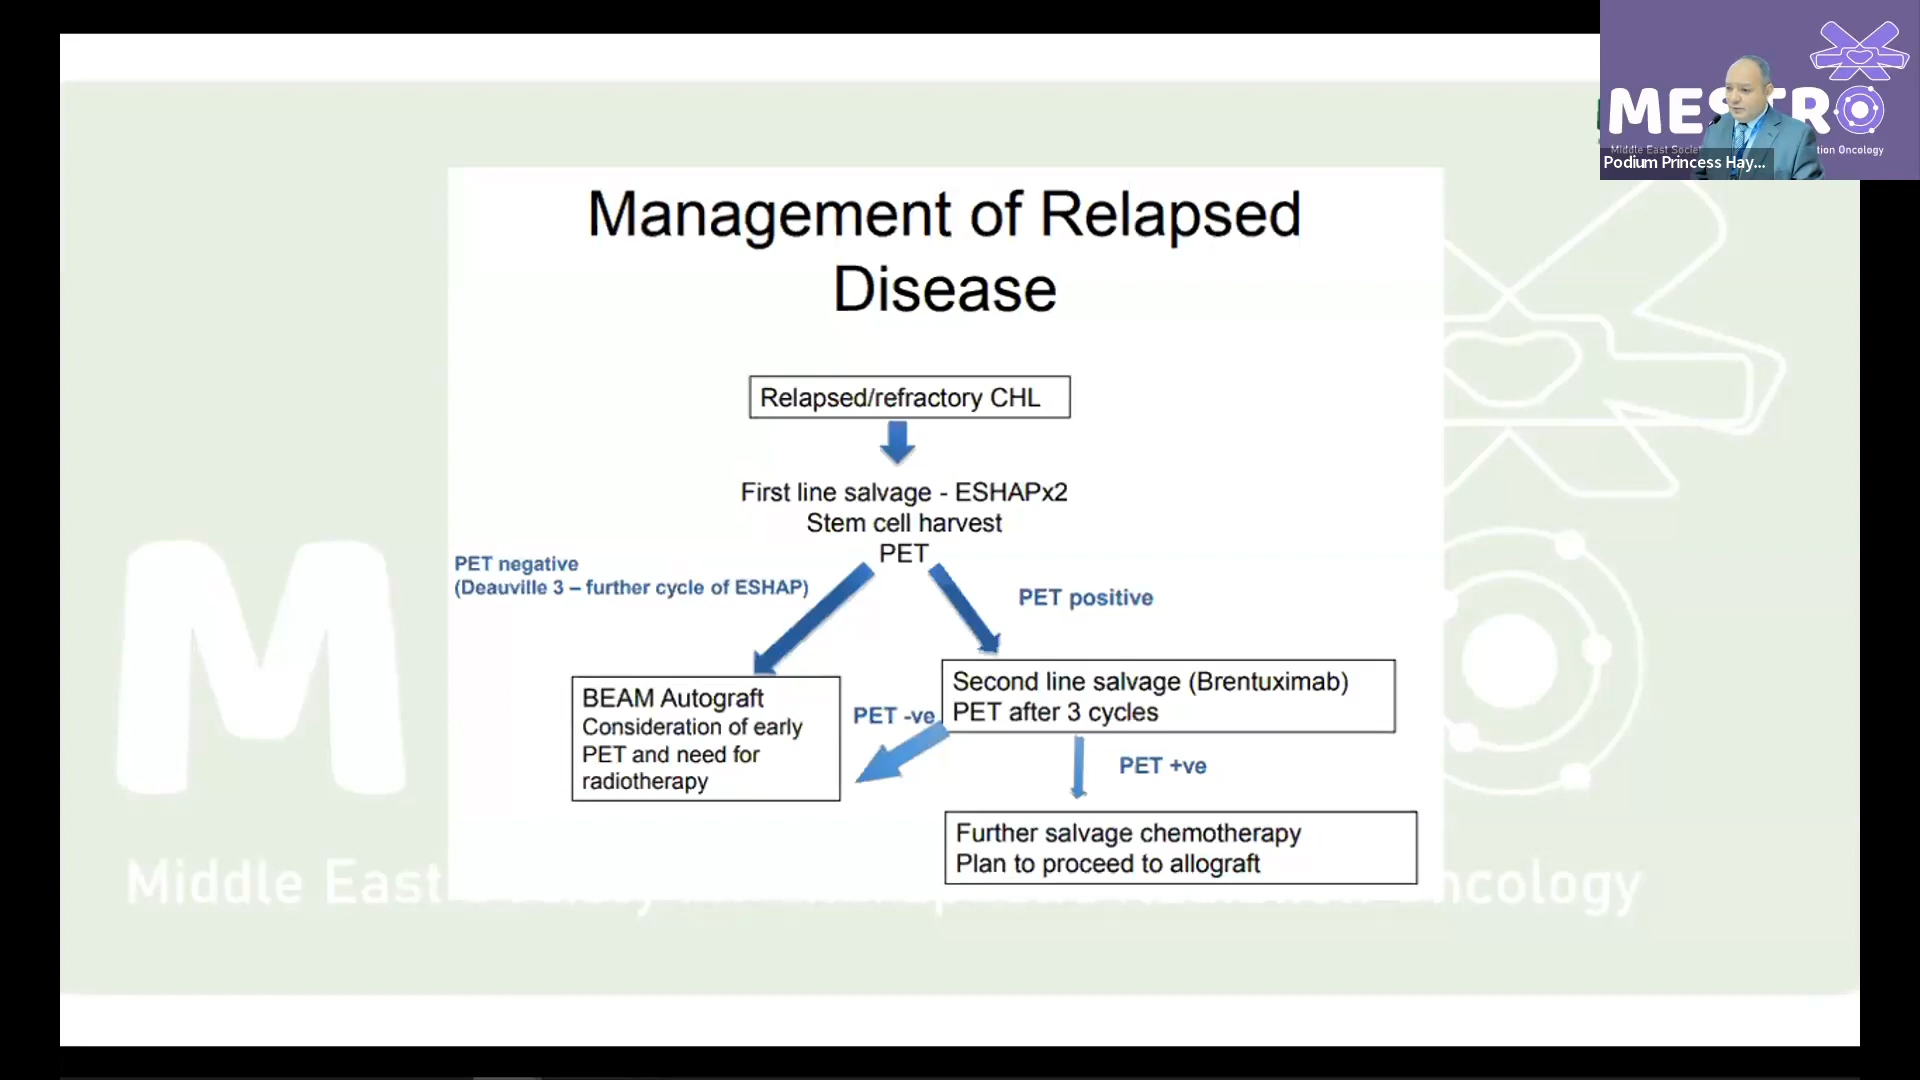 MES TR
Middle East Societ tion Oncology
Podium Princess Hay...
Management of Relapsed
Disease
Relapsed/refractory CHL
First line salvage - ESHAPx2
Stem cell harvest
PET
PET negative
(Deauville 3 – further cycle of ESHAP)
PET positive
BEAM Autograft
Consideration of early
PET and need for
radiotherapy
PET -ve
Second line salvage (Brentuximab)
PET after 3 cycles
PET +ve
Further salvage chemotherapy
Plan to proceed to allograft
M
Middle East ncology